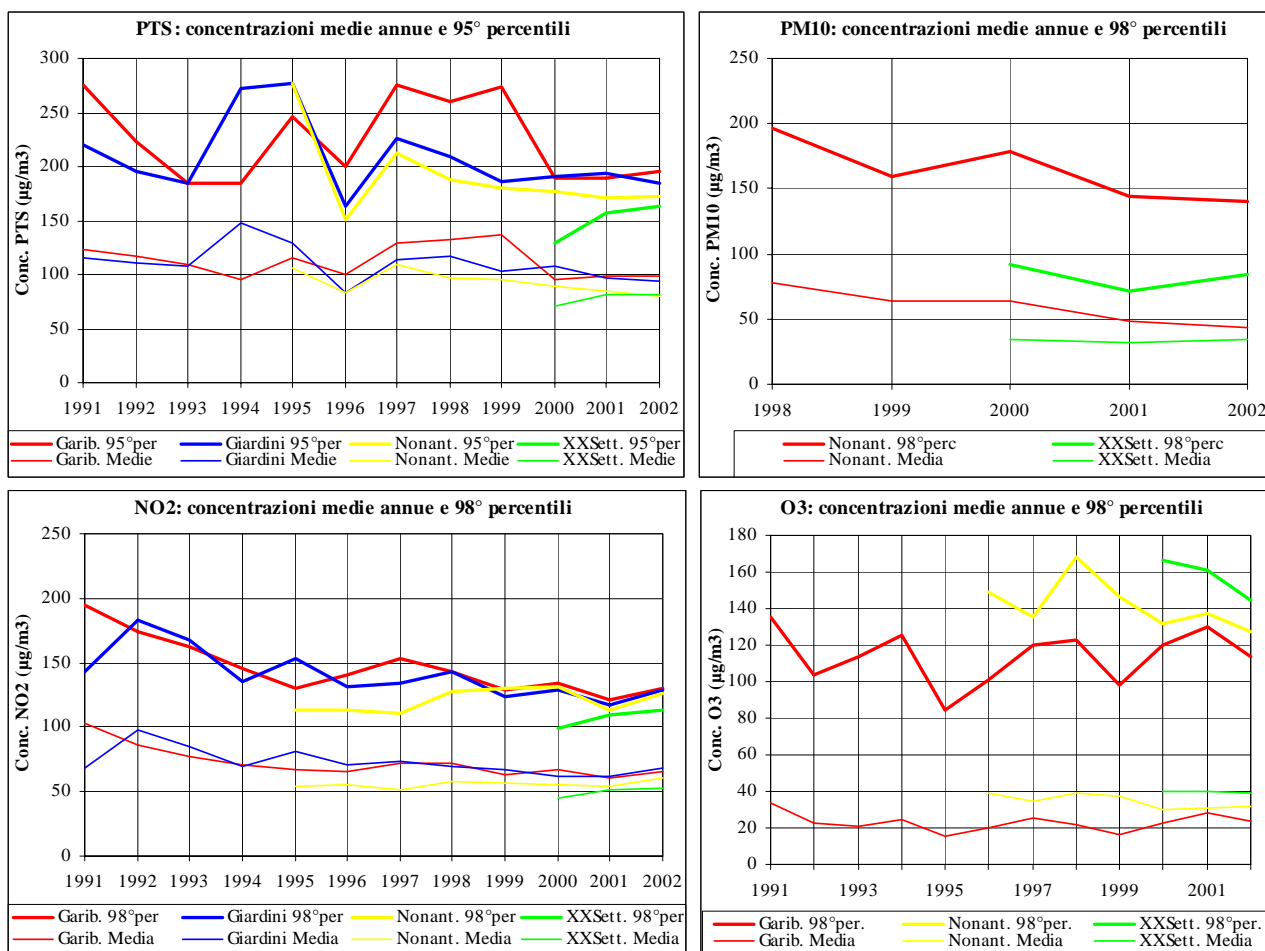 PTS: concentrazioni medie annue e 95° percentili
Conc. PTS (µg/m3)
300
250
200
150
100
50
0
1991 1992 1993 1994 1995 1996 1997 1998 1999 2000 2001 2002
Garib. 95°per Giardini 95°per Nonant. 95°per XXSett. 95°per
Garib. Medie Giardini Medie Nonant. Medie XXSett. Medie
PM10: concentrazioni medie annue e 98° percentili
Conc. PM10 (µg/m3)
250
200
150
100
50
0
1998 1999 2000 2001 2002
Nonant. 98°perc XXSett. 98°perc
Nonant. Media XXSett. Media
NO2: concentrazioni medie annue e 98° percentili
Conc. NO2 (µg/m3)
250
200
150
100
50
0
1991 1992 1993 1994 1995 1996 1997 1998 1999 2000 2001 2002
Garib. 98°per Giardini 98°per Nonant. 98°per XXSett. 98°per
Garib. Media Giardini Media Nonant. Media XXSett. Media
O3: concentrazioni medie annue e 98° percentili
Conc. O3 (µg/m3)
180
160
140
120
100
80
60
40
20
0
1991 1993 1995 1997 1999 2001
Garib. 98°per. Nonant. 98°per. XXSett. 98°per.
Garib. Media Nonant. Media XXSett. Media